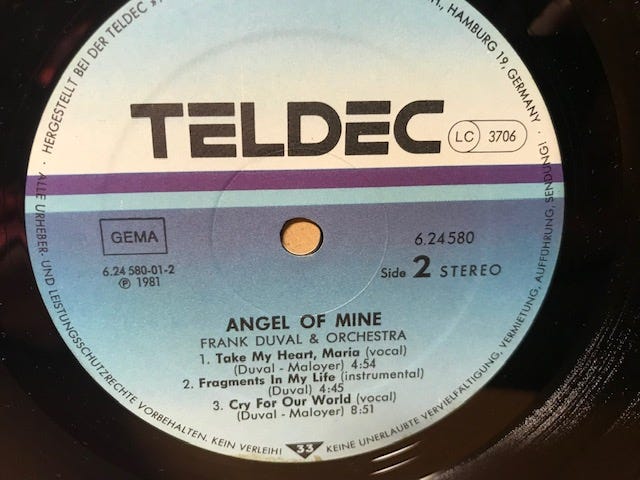 HERGESTELLT BEI DER TELDEC
HAMBURG 19, GERMANY ·
TELDEC
LC 3706
GEMA
6.24 580-01-2
℗ 1981
6.24 580
Side 2 STEREO
ANGEL OF MINE
FRANK DUVAL & ORCHESTRA
1. Take My Heart, Maria (vocal)
(Duval - Maloyer) 4:54
2. Fragments In My Life (instrumental)
(Duval) 4:45
3. Cry For Our World (vocal)
(Duval - Maloyer) 8:51
33
ALLE URHEBER- UND LEISTUNGSSCHUTZRECHTE VORBEHALTEN. KEIN VERLEIH! KEINE UNERLAUBTE VERVIELFÄLTIGUNG, VERMIETUNG, AUFFÜHRUNG, SENDUNG!